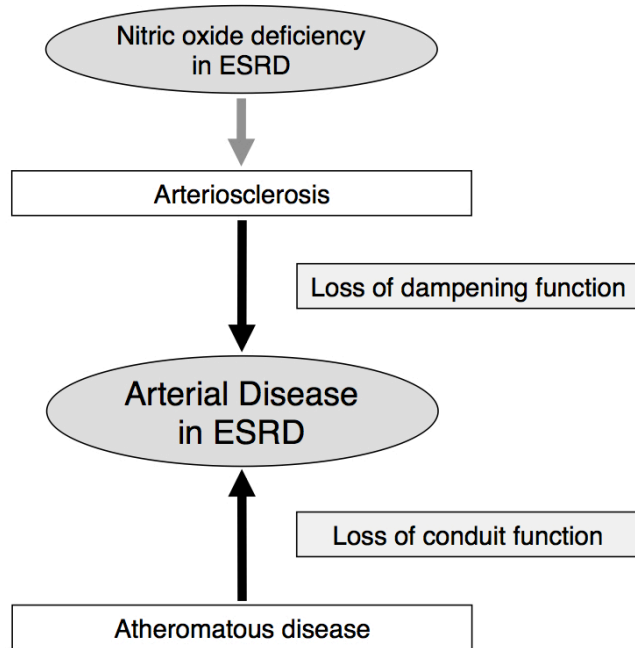 Nitric oxide deficiency
in ESRD
Arteriosclerosis
Loss of dampening function
Arterial Disease
in ESRD
Loss of conduit function
Atheromatous disease